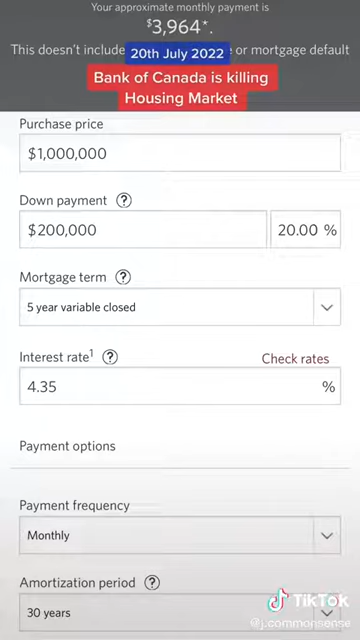 Your approximate monthly payment is
$3,964*.
This doesn't include e or mortgage default
20th July 2022
Bank of Canada is killing
Housing Market
Purchase price
$1,000,000
Down payment ?
$200,000 20.00 %
Mortgage term ?
5 year variable closed
Interest rate1 ? Check rates
4.35 %
Payment options
Payment frequency
Monthly
Amortization period ?
30 years
TikTok
@j.commonsense